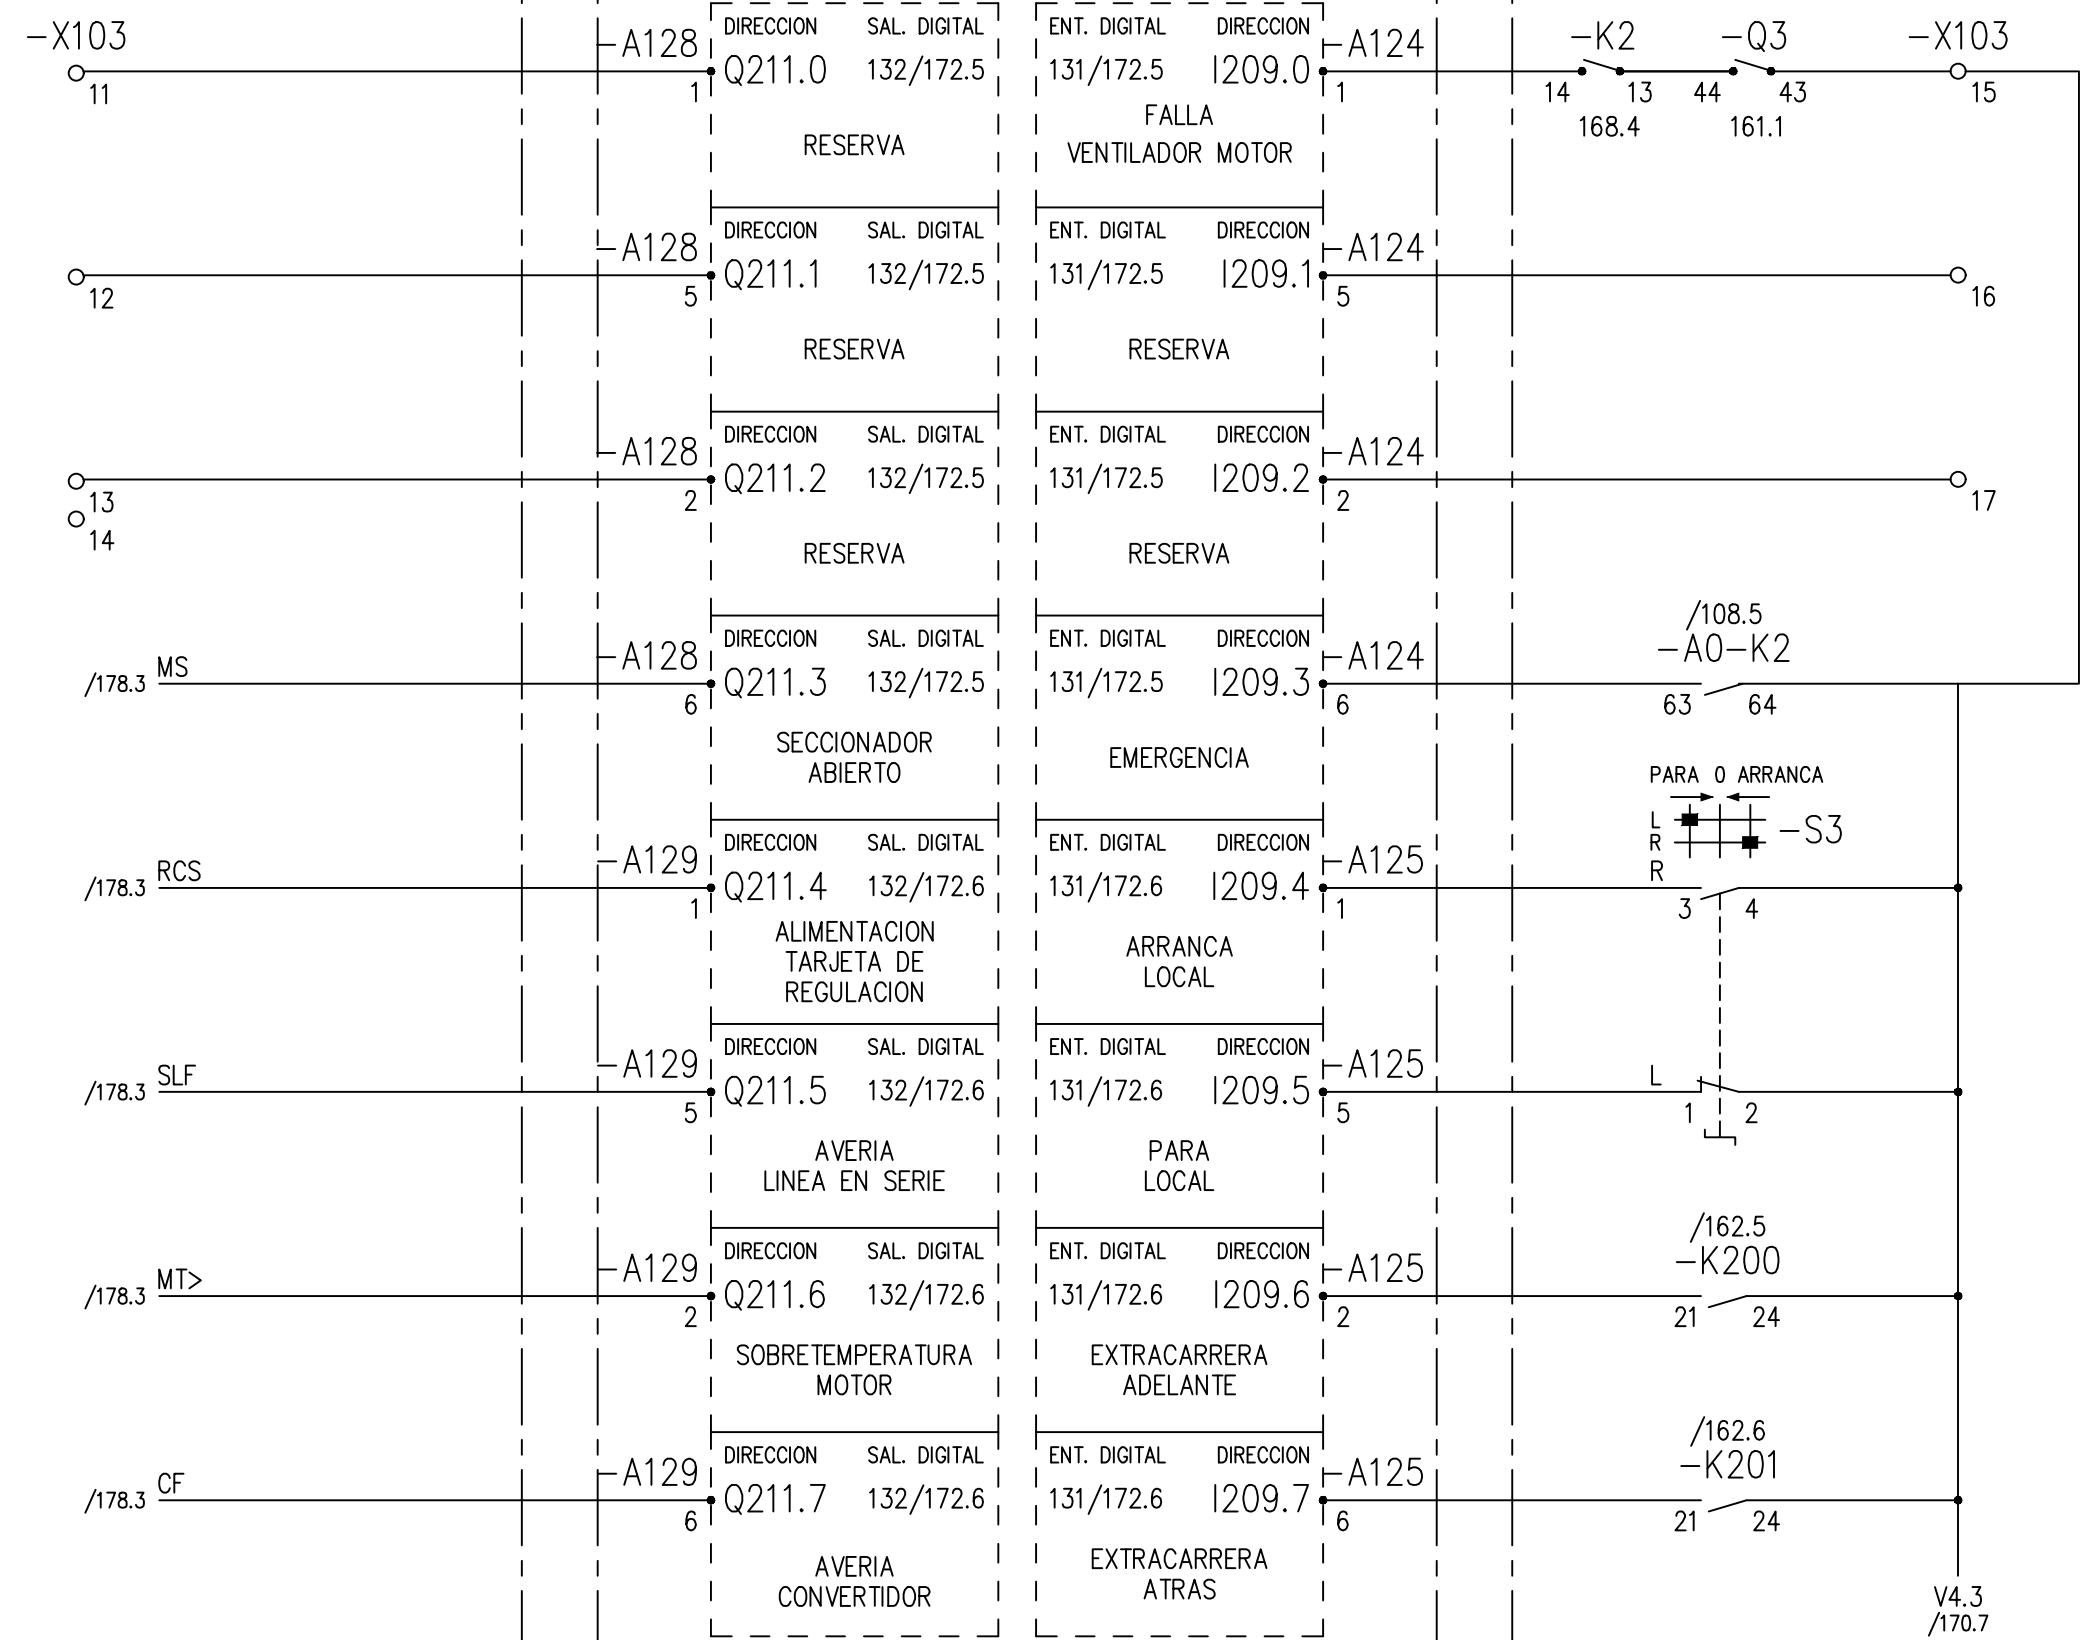 -X103
11
-A128
1
DIRECCION SAL. DIGITAL
Q211.0 132/172.5
RESERVA
ENT. DIGITAL DIRECCION
131/172.5 I209.0
FALLA
VENTILADOR MOTOR
-A124
1
-K2
14 13
168.4
-Q3
44 43
161.1
-X103
15
12
-A128
5
DIRECCION SAL. DIGITAL
Q211.1 132/172.5
RESERVA
ENT. DIGITAL DIRECCION
131/172.5 I209.1
RESERVA
-A124
5
16
13
14
-A128
2
DIRECCION SAL. DIGITAL
Q211.2 132/172.5
RESERVA
ENT. DIGITAL DIRECCION
131/172.5 I209.2
RESERVA
-A124
2
17
/178.3 MS
-A128
6
DIRECCION SAL. DIGITAL
Q211.3 132/172.5
SECCIONADOR
ABIERTO
ENT. DIGITAL DIRECCION
131/172.5 I209.3
EMERGENCIA
-A124
6
/108.5
-A0-K2
63 64
PARA 0 ARRANCA
L
R
-S3
/178.3 RCS
-A129
1
DIRECCION SAL. DIGITAL
Q211.4 132/172.6
ALIMENTACION
TARJETA DE
REGULACION
ENT. DIGITAL DIRECCION
131/172.6 I209.4
ARRANCA
LOCAL
-A125
1
R
3 4
/178.3 SLF
-A129
5
DIRECCION SAL. DIGITAL
Q211.5 132/172.6
AVERIA
LINEA EN SERIE
ENT. DIGITAL DIRECCION
131/172.6 I209.5
PARA
LOCAL
-A125
5
L
1 2
/178.3 MT>
-A129
2
DIRECCION SAL. DIGITAL
Q211.6 132/172.6
SOBRETEMPERATURA
MOTOR
ENT. DIGITAL DIRECCION
131/172.6 I209.6
EXTRACARRERA
ADELANTE
-A125
2
/162.5
-K200
21 24
/178.3 CF
-A129
6
DIRECCION SAL. DIGITAL
Q211.7 132/172.6
AVERIA
CONVERTIDOR
ENT. DIGITAL DIRECCION
131/172.6 I209.7
EXTRACARRERA
ATRAS
-A125
6
/162.6
-K201
21 24
V4.3
/170.7